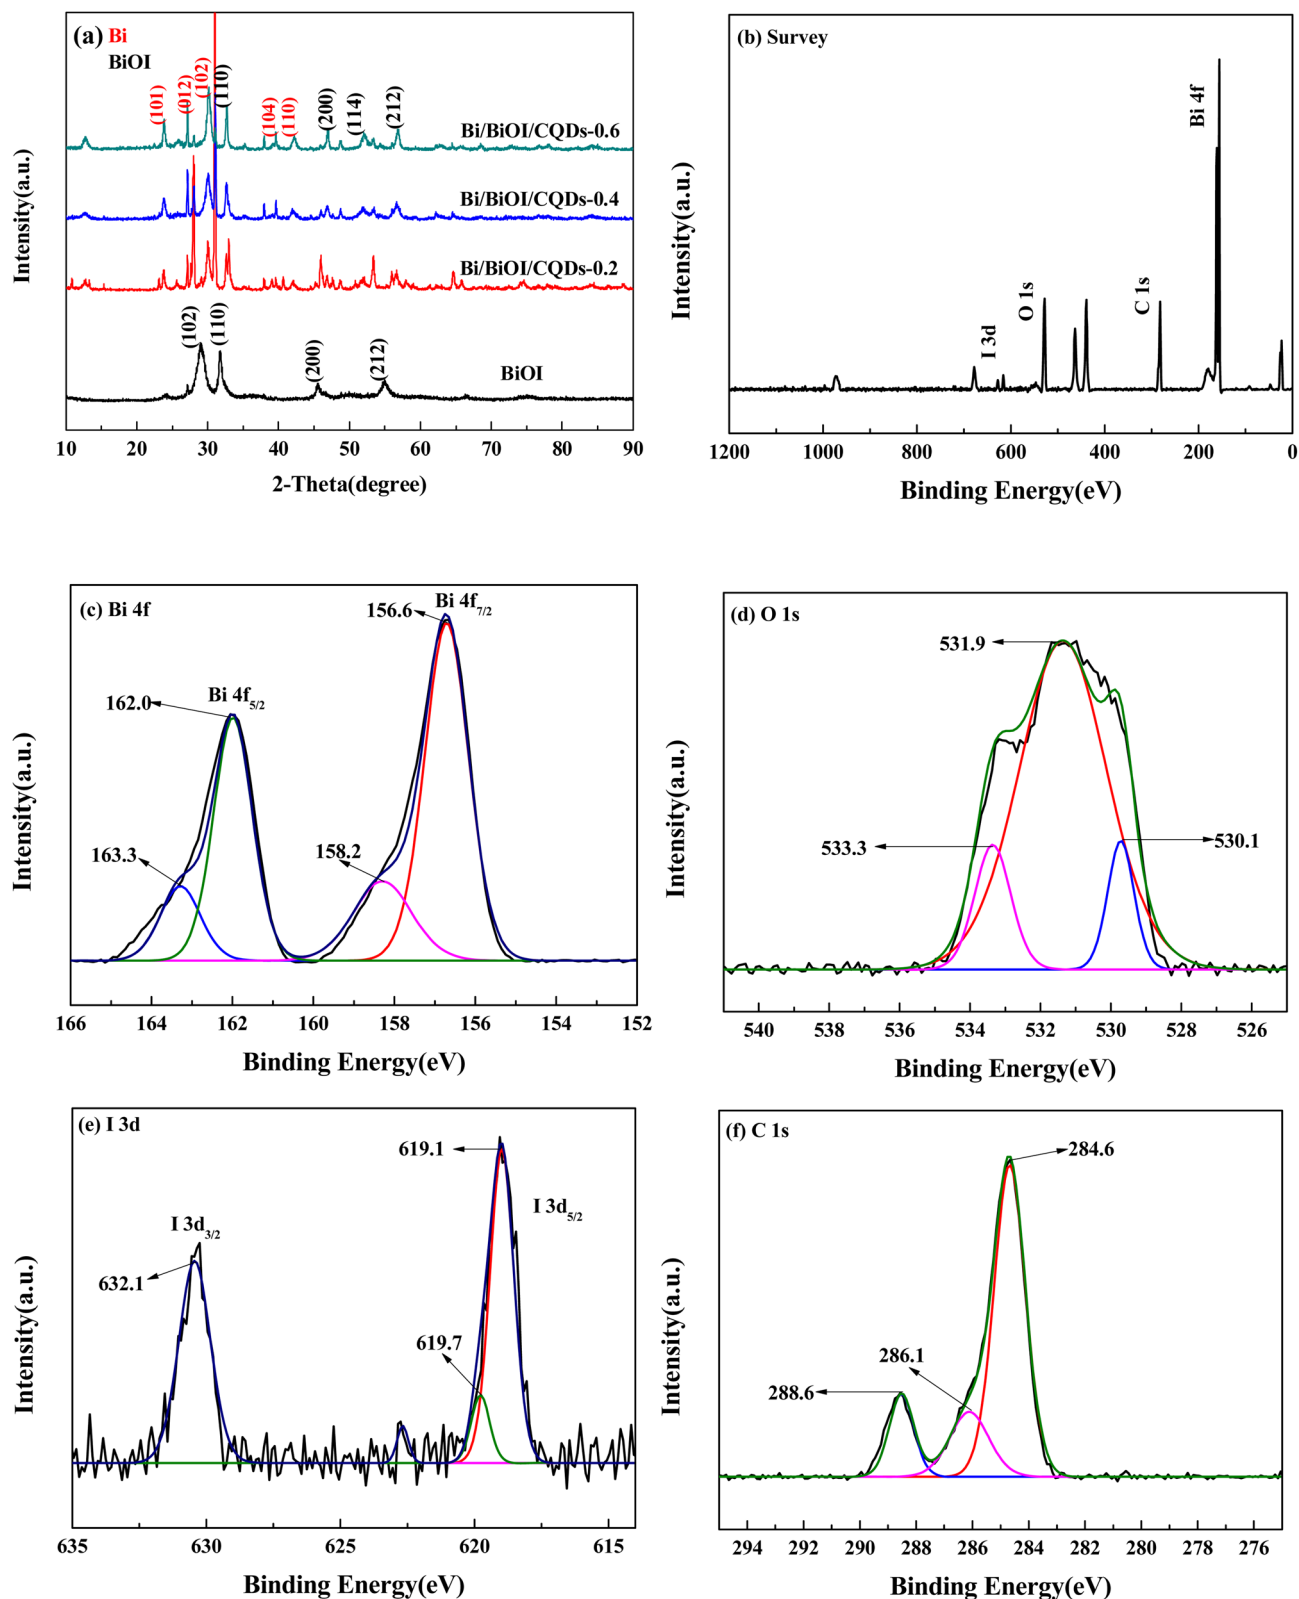 (a) Bi
BiOI
(101)
(012)
(102)
(110)
(104)
(110)
(200)
(114)
(212)
Bi/BiOI/CQDs-0.6
Bi/BiOI/CQDs-0.4
Bi/BiOI/CQDs-0.2
(102)
(110)
(200)
(212)
BiOI
Intensity(a.u.)
10 20 30 40 50 60 70 80 90
2-Theta(degree)
(b) Survey
Bi 4f
C 1s
O 1s
I 3d
Intensity(a.u.)
1200 1000 800 600 400 200 0
Binding Energy(eV)
(c) Bi 4f
156.6
Bi 4f7/2
Bi 4f5/2
162.0
163.3
158.2
Intensity(a.u.)
166 164 162 160 158 156 154 152
Binding Energy(eV)
(d) O 1s
531.9
533.3
530.1
Intensity(a.u.)
540 538 536 534 532 530 528 526
Binding Energy(eV)
(e) I 3d
619.1
I 3d5/2
I 3d3/2
632.1
619.7
Intensity(a.u.)
635 630 625 620 615
Binding Energy(eV)
(f) C 1s
284.6
286.1
288.6
Intensity(a.u.)
294 292 290 288 286 284 282 280 278 276
Binding Energy(eV)